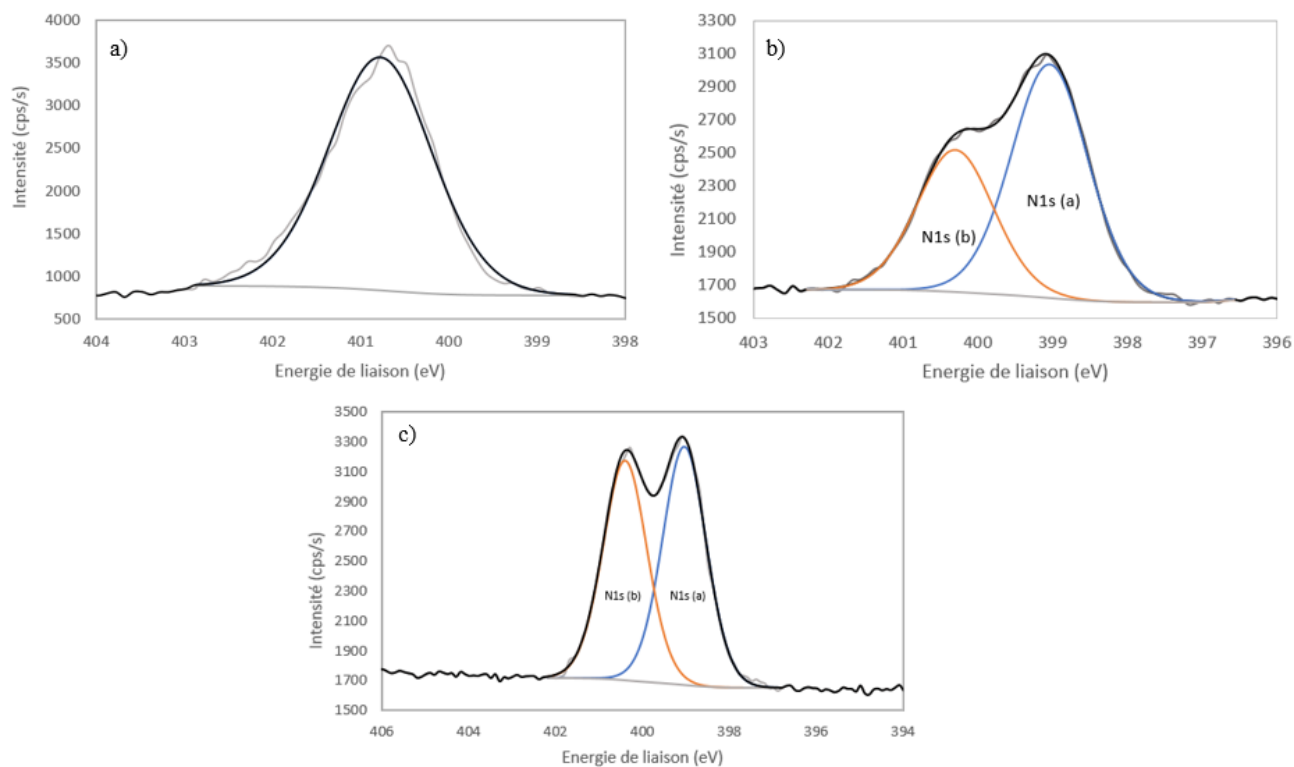 a)
Intensité (cps/s)
4000
3500
3000
2500
2000
1500
1000
500
404 403 402 401 400 399 398
Energie de liaison (eV)
b)
Intensité (cps/s)
3300
3100
2900
2700
2500
2300
2100
1900
1700
1500
N1s (a)
N1s (b)
403 402 401 400 399 398 397 396
Energie de liaison (eV)
c)
Intensité (cps/s)
3500
3300
3100
2900
2700
2500
2300
2100
1900
1700
1500
N1s (b) N1s (a)
406 404 402 400 398 396 394
Energie de liaison (eV)